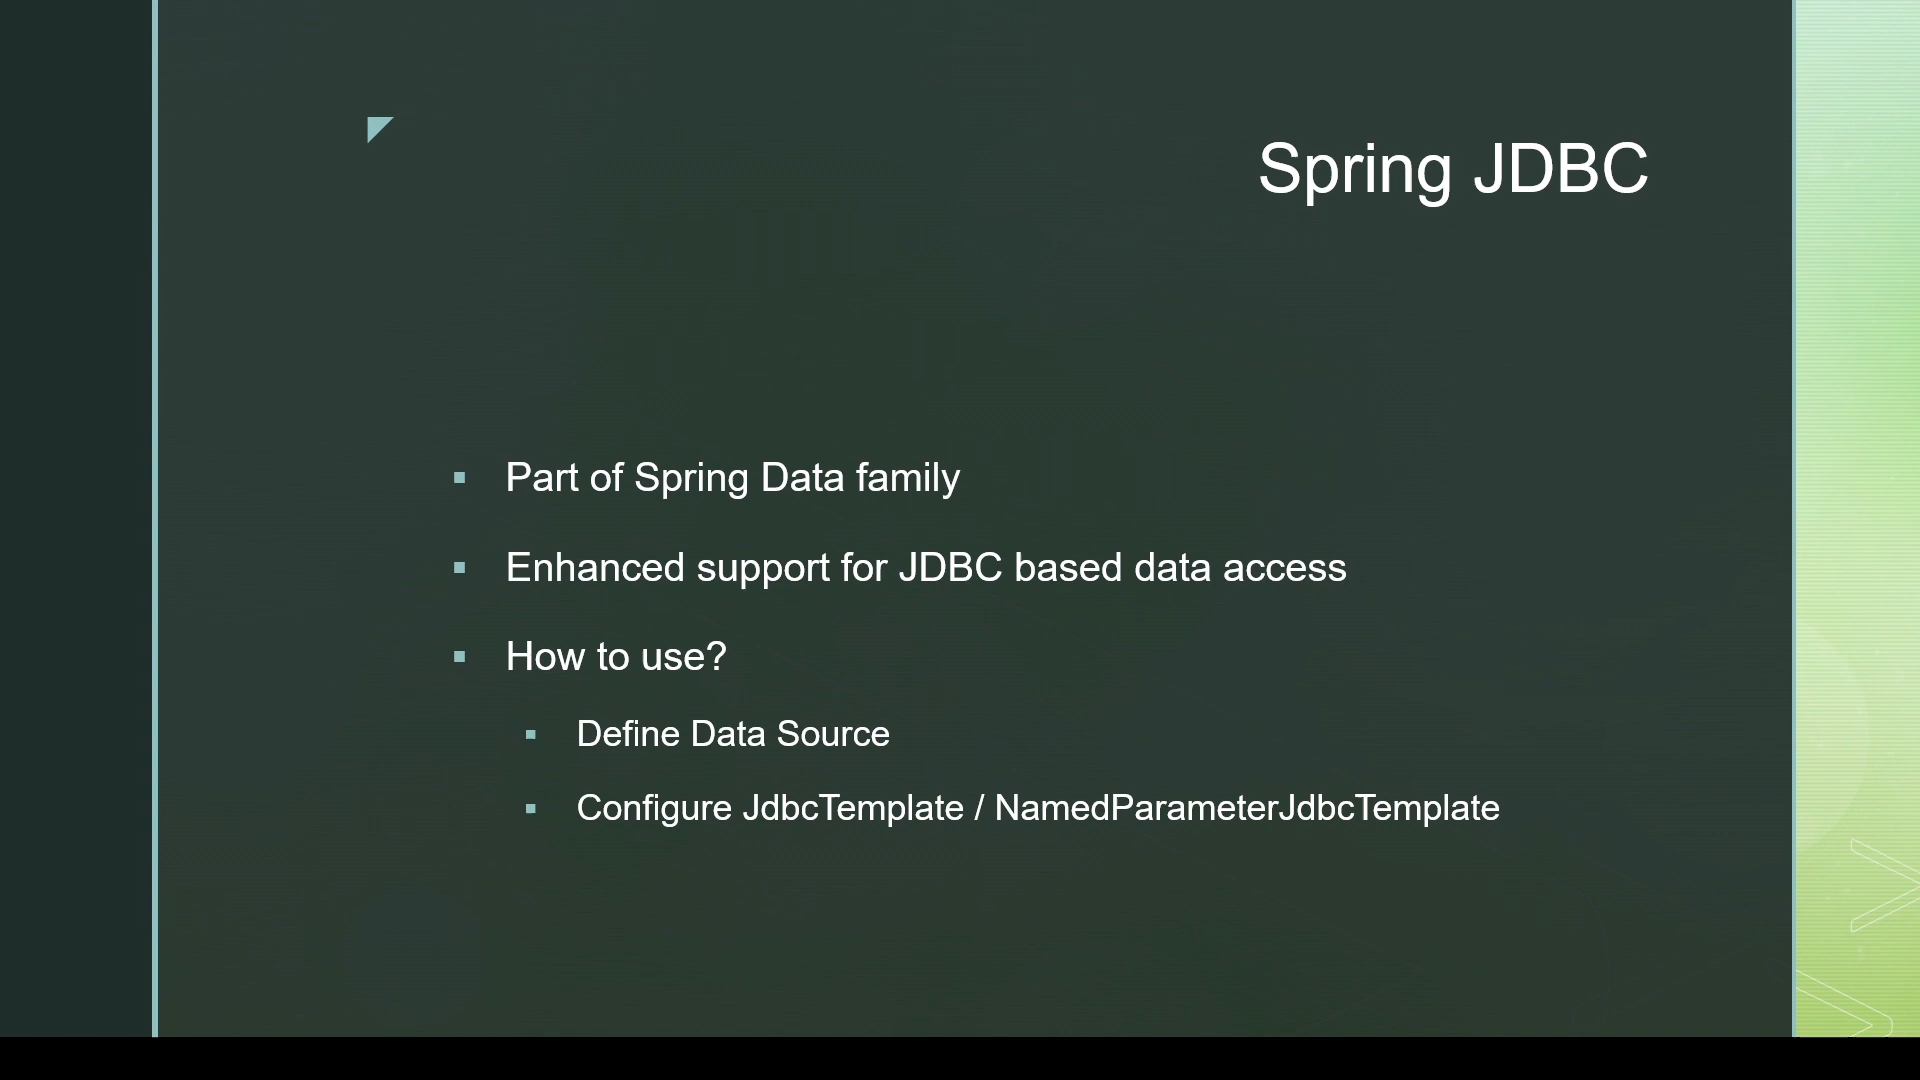 Spring JDBC
Part of Spring Data family
Enhanced support for JDBC based data access
How to use?
Define Data Source
Configure JdbcTemplate / NamedParameterJdbcTemplate